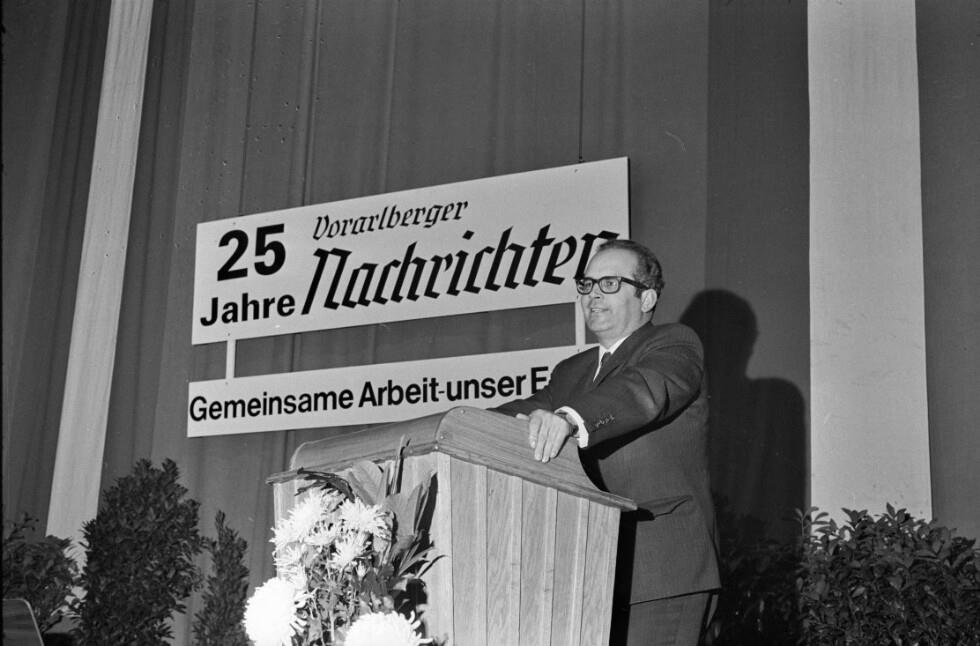 25
Jahre
Vorarlberger
Nachrichten
Gemeinsame Arbeit-unser